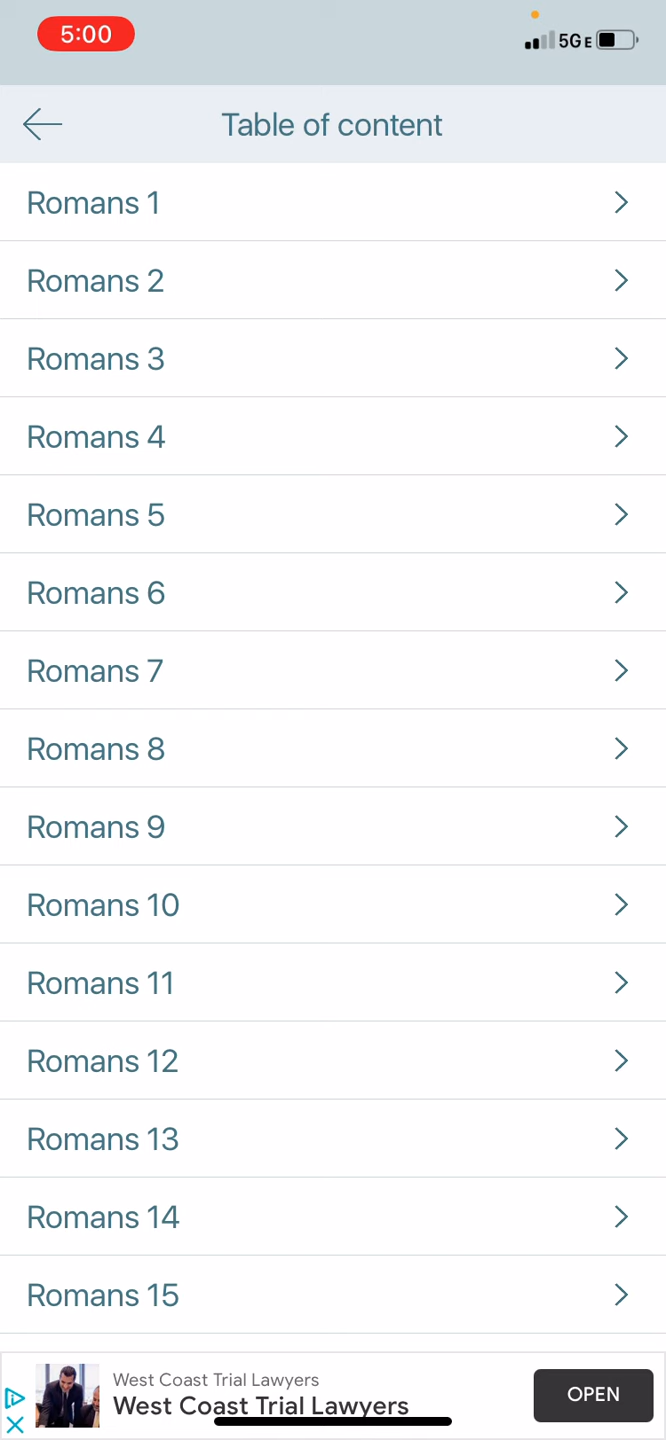 5:00
5GE
Table of content
Romans 1
Romans 2
Romans 3
Romans 4
Romans 5
Romans 6
Romans 7
Romans 8
Romans 9
Romans 10
Romans 11
Romans 12
Romans 13
Romans 14
Romans 15
West Coast Trial Lawyers
West Coast Trial Lawyers
OPEN